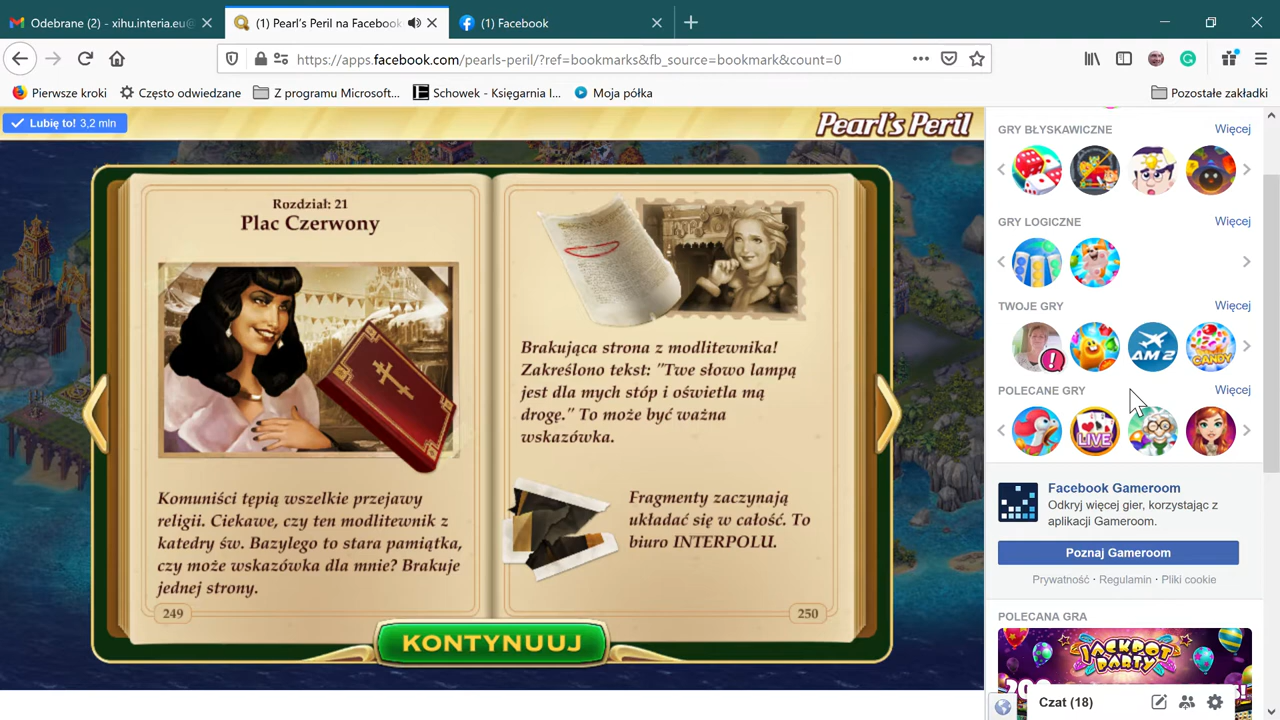 Odebrane (2) - xihu.interia.eu@
(1) Pearl's Peril na Facebook
(1) Facebook
https://apps.facebook.com/pearls-peril/?ref=bookmarks&fb_source=bookmark&count=0
Pierwsze kroki
Często odwiedzane
Z programu Microsoft...
Schowek - Księgarnia I...
Moja półka
Pozostałe zakładki
Lubię to! 3,2 mln
Pearl's Peril
Rozdział: 21
Plac Czerwony
Komuniści tępią wszelkie przejawy
religii. Ciekawe, czy ten modlitewnik z
katedry św. Bazylego to stara pamiątka,
czy może wskazówka dla mnie? Brakuje
jednej strony.
249
Brakująca strona z modlitewnika!
Zakreślono tekst: "Twe słowo lampą
jest dla mych stóp i oświetla mą
drogę." To może być ważna
wskazówka.
Fragmenty zaczynają
układać się w całość. To
biuro INTERPOLU.
250
KONTYNUUJ
GRY BŁYSKAWICZNE
Więcej
GRY LOGICZNE
Więcej
TWOJE GRY
Więcej
AM2
CANDY
POLECANE GRY
Więcej
LIVE
Facebook Gameroom
Odkryj więcej gier, korzystając z
aplikacji Gameroom.
Poznaj Gameroom
Prywatność · Regulamin · Pliki cookie
POLECANA GRA
JACKPOT
PARTY
Czat (18)